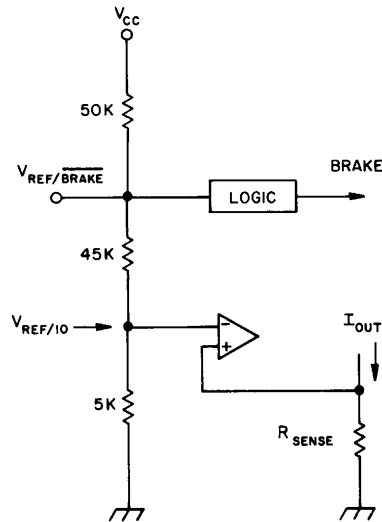 VCC
50K
VREF/BRAKE
LOGIC
BRAKE
45K
VREF/10
−
+
IOUT
5K
RSENSE